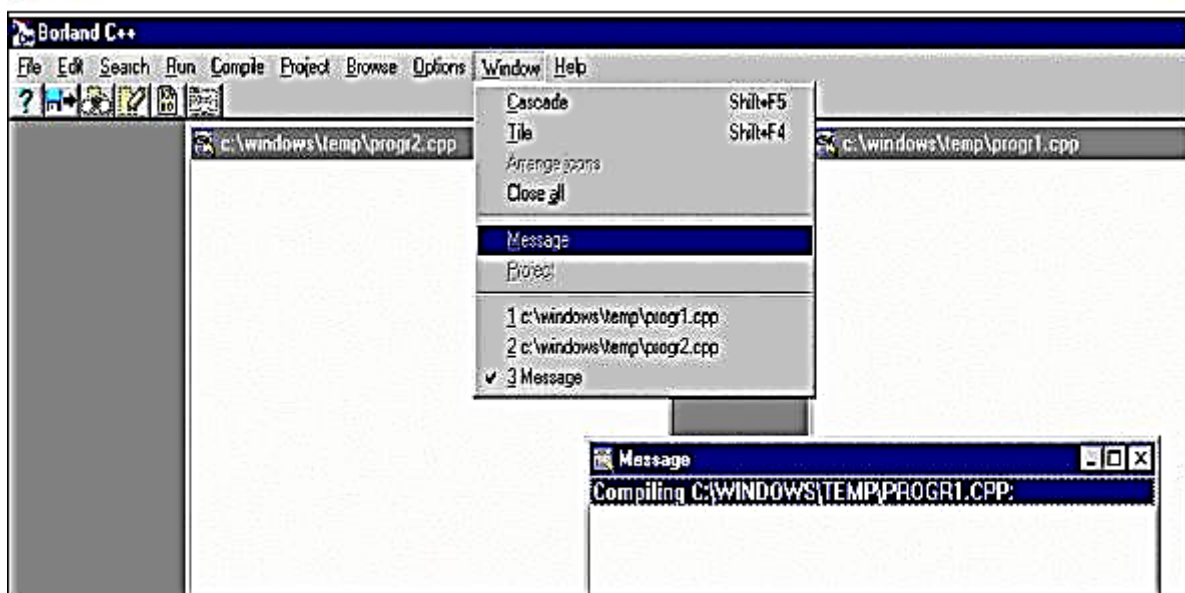 Borland C++
File Edit Search Run Compile Project Browse Options Window Help
Cascade Shift+F5
Tile Shift+F4
Arrange icons
Close all
Message
Project
1 c:\windows\temp\progr1.cpp
2 c:\windows\temp\progr2.cpp
✓ 3 Message
c:\windows\temp\progr2.cpp
c:\windows\temp\progr1.cpp
Message
Compiling C:\WINDOWS\TEMP\PROGR1.CPP: